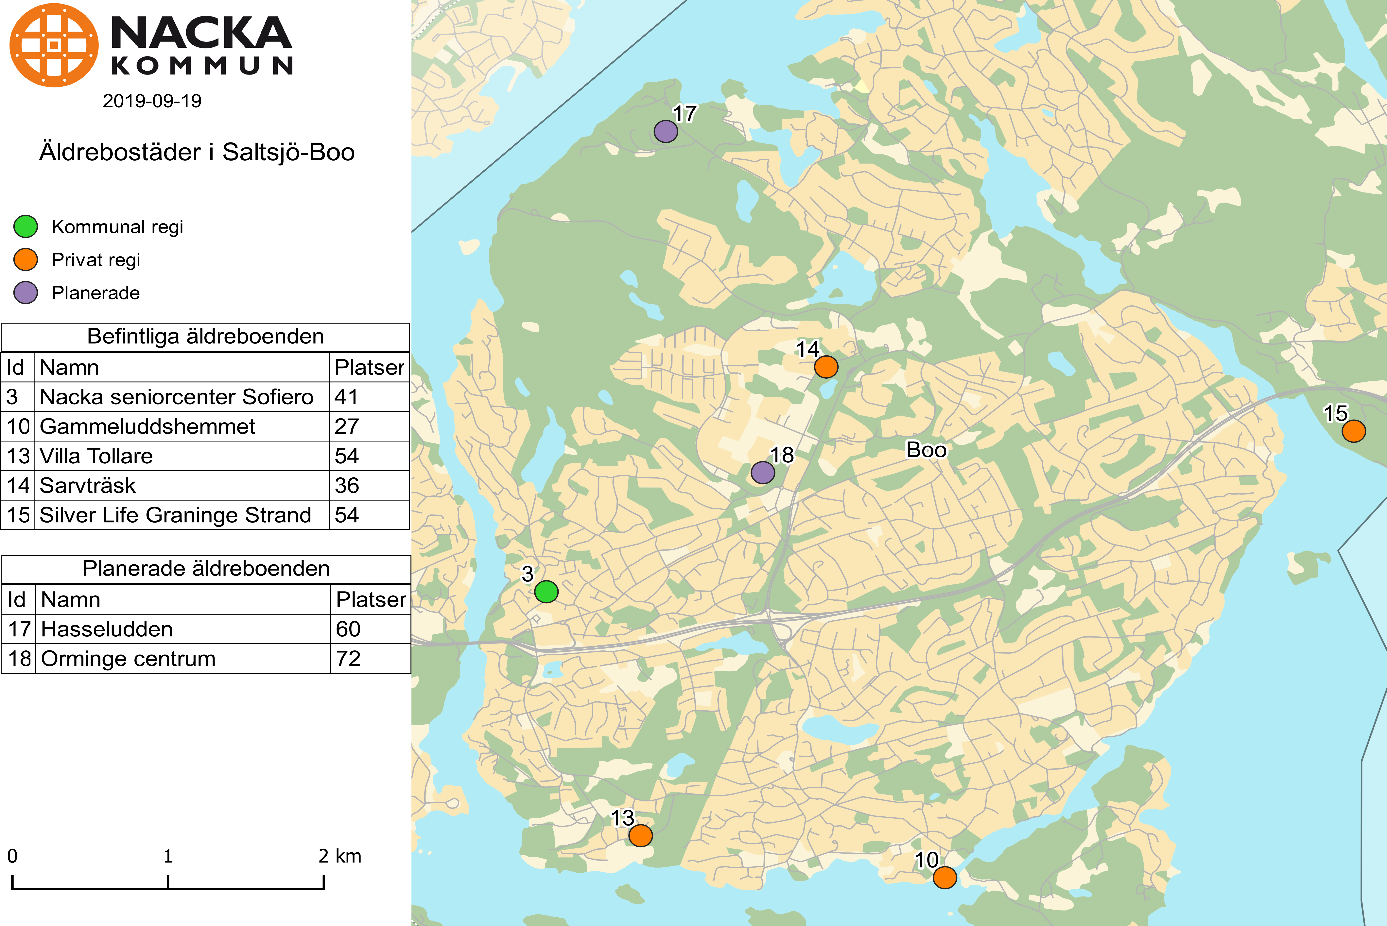 NACKA
KOMMUN
2019-09-19
Äldrebostäder i Saltsjö-Boo
Kommunal regi
Privat regi
Planerade
Befintliga äldreboenden
Id Namn Platser
3 Nacka seniorcenter Sofiero 41
10 Gammeluddshemmet 27
13 Villa Tollare 54
14 Sarvträsk 36
15 Silver Life Graninge Strand 54
Planerade äldreboenden
Id Namn Platser
17 Hasseludden 60
18 Orminge centrum 72
0 1 2 km
17
14
15
18
Boo
3
13
10